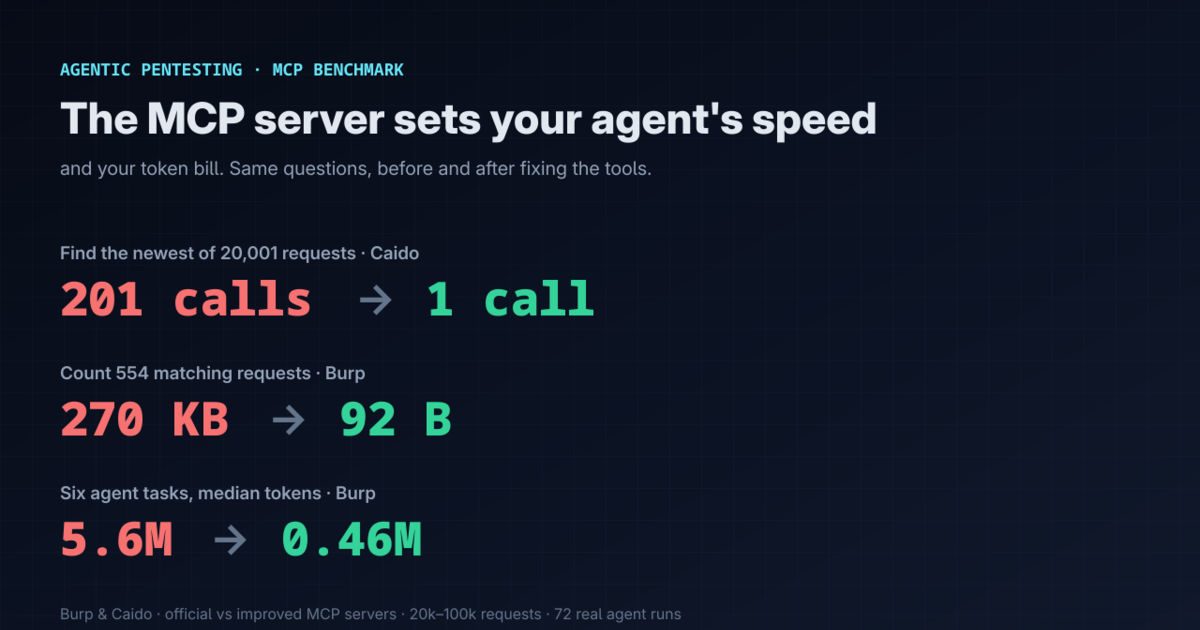 AGENTIC PENTESTING · MCP BENCHMARK
The MCP server sets your agent's speed
and your token bill. Same questions, before and after fixing the tools.
Find the newest of 20,001 requests · Caido
201 calls → 1 call
Count 554 matching requests · Burp
270 KB → 92 B
Six agent tasks, median tokens · Burp
5.6M → 0.46M
Burp & Caido · official vs improved MCP servers · 20k–100k requests · 72 real agent runs